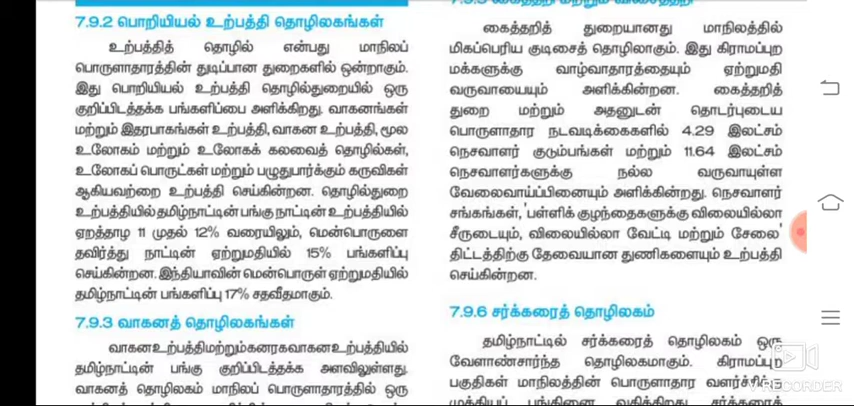 7.9.2 பொறியியல் உற்பத்தி தொழிலகங்கள்
உற்பத்தித் தொழில் என்பது மாநிலப்
பொருளாதாரத்தின் துடிப்பான துறைகளில் ஒன்றாகும்.
இது பொறியியல் உற்பத்தி தொழில்துறையில் ஒரு
குறிப்பிடத்தக்க பங்களிப்பை அளிக்கிறது. வாகனங்கள்
மற்றும் இதரபாகங்கள் உற்பத்தி, வாகன உற்பத்தி, மூல
உலோகம் மற்றும் உலோகக் கலவைத் தொழில்கள்,
உலோகப் பொருட்கள் மற்றும் பழுதுபார்க்கும் கருவிகள்
ஆகியவற்றை உற்பத்தி செய்கின்றன. தொழில்துறை
உற்பத்தியில் தமிழ்நாட்டின் பங்கு நாட்டின் உற்பத்தியில்
ஏறத்தாழ 11 முதல் 12% வரையிலும், மென்பொருளை
தவிர்த்து நாட்டின் ஏற்றுமதியில் 15% பங்களிப்பு
செய்கின்றன. இந்தியாவின் மென்பொருள் ஏற்றுமதியில்
தமிழ்நாட்டின் பங்களிப்பு 17% சதவீதமாகும்.
7.9.3 வாகனத் தொழிலகங்கள்
வாகன உற்பத்தி மற்றும் கனரக வாகன உற்பத்தியில்
தமிழ்நாட்டின் பங்கு குறிப்பிடத்தக்க அளவிலுள்ளது.
வாகனத் தொழிலகம் மாநிலப் பொருளாதாரத்தில் ஒரு
கைத்தறித் துறையானது மாநிலத்தில்
மிகப்பெரிய குடிசைத் தொழிலாகும். இது கிராமப்புற
மக்களுக்கு வாழ்வாதாரத்தையும் ஏற்றுமதி
வருவாயையும் அளிக்கின்றன. கைத்தறித்
துறை மற்றும் அதனுடன் தொடர்புடைய
பொருளாதார நடவடிக்கைகளில் 4.29 இலட்சம்
நெசவாளர் குடும்பங்கள் மற்றும் 11.64 இலட்சம்
நெசவாளர்களுக்கு நல்ல வருவாயுள்ள
வேலைவாய்ப்பினையும் அளிக்கின்றது. நெசவாளர்
சங்கங்கள், 'பள்ளிக் குழந்தைகளுக்கு விலையில்லா
சீருடையும், விலையில்லா வேட்டி மற்றும் சேலை'
திட்டத்திற்கு தேவையான துணிகளையும் உற்பத்தி
செய்கின்றன.
7.9.6 சர்க்கரைத் தொழிலகம்
தமிழ்நாட்டில் சர்க்கரைத் தொழிலகம் ஒரு
வேளாண்சார்ந்த தொழிலகமாகும். கிராமப்புற
பகுதிகள் மாநிலத்தின் பொருளாதார வளர்ச்சிக்கு
V RECORDER